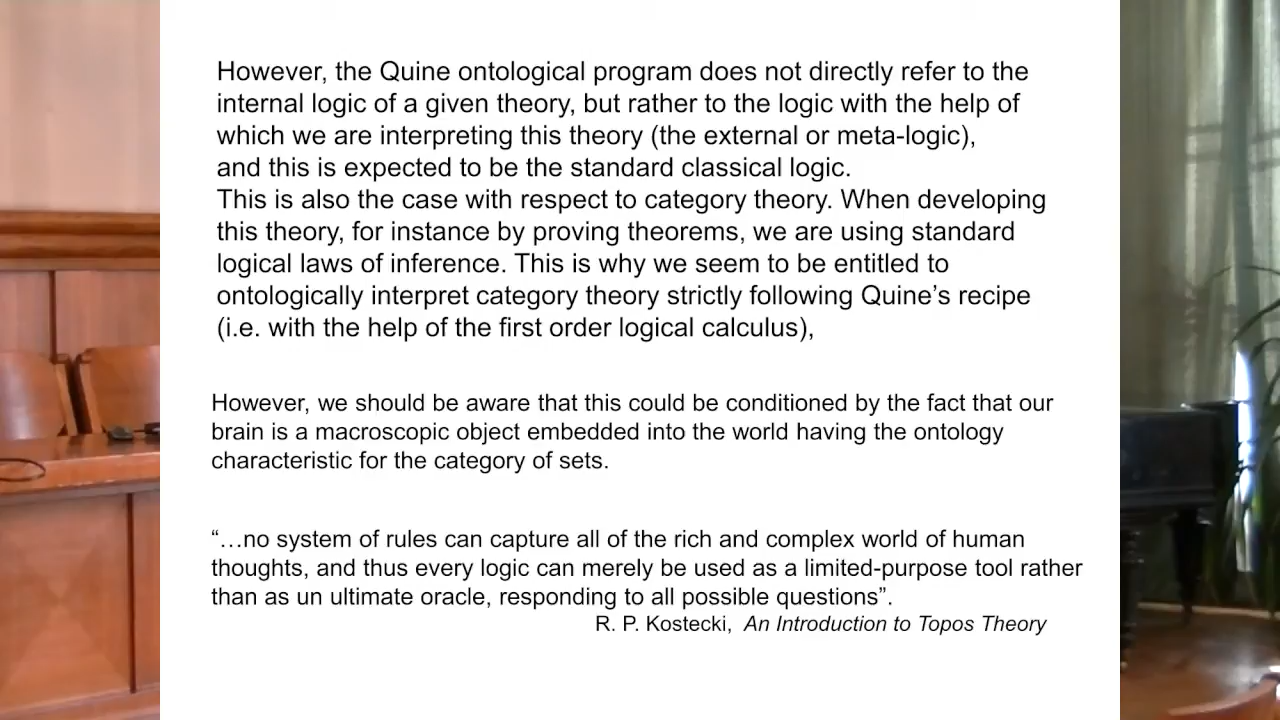 However, the Quine ontological program does not directly refer to the
internal logic of a given theory, but rather to the logic with the help of
which we are interpreting this theory (the external or meta-logic),
and this is expected to be the standard classical logic.
This is also the case with respect to category theory. When developing
this theory, for instance by proving theorems, we are using standard
logical laws of inference. This is why we seem to be entitled to
ontologically interpret category theory strictly following Quine's recipe
(i.e. with the help of the first order logical calculus),
However, we should be aware that this could be conditioned by the fact that our
brain is a macroscopic object embedded into the world having the ontology
characteristic for the category of sets.
“…no system of rules can capture all of the rich and complex world of human
thoughts, and thus every logic can merely be used as a limited-purpose tool rather
than as un ultimate oracle, responding to all possible questions”.
R. P. Kostecki, An Introduction to Topos Theory